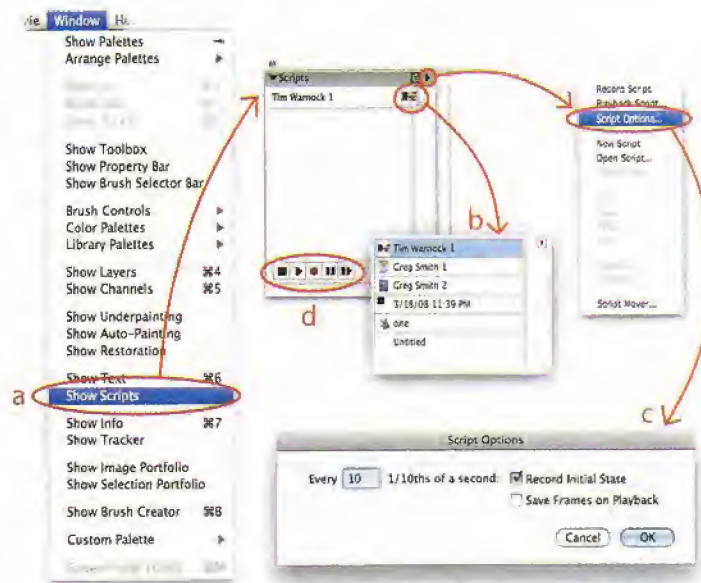 Window
Show Palettes
Arrange Palettes
Show Toolbox
Show Property Bar
Show Brush Selector Bar
Brush Controls
Color Palettes
Library Palettes
Show Layers ⌘4
Show Channels ⌘5
Show Underpainting
Show Auto-Painting
Show Restoration
Show Text ⌘6
a
Show Scripts
Show Info ⌘7
Show Tracker
Show Image Portfolio
Show Selection Portfolio
Show Brush Creator ⌘B
Custom Palette
Scripts
Tim Warnock 1
d
b
Tim Warnock 1
Greg Smith 1
Greg Smith 2
3/18/08 11:39 PM
one
Untitled
Record Script
Playback Script
Script Options...
New Script
Open Script...
Script Mover...
c
Script Options
Every 10 1/10ths of a second: Record Initial State
Save Frames on Playback
Cancel OK